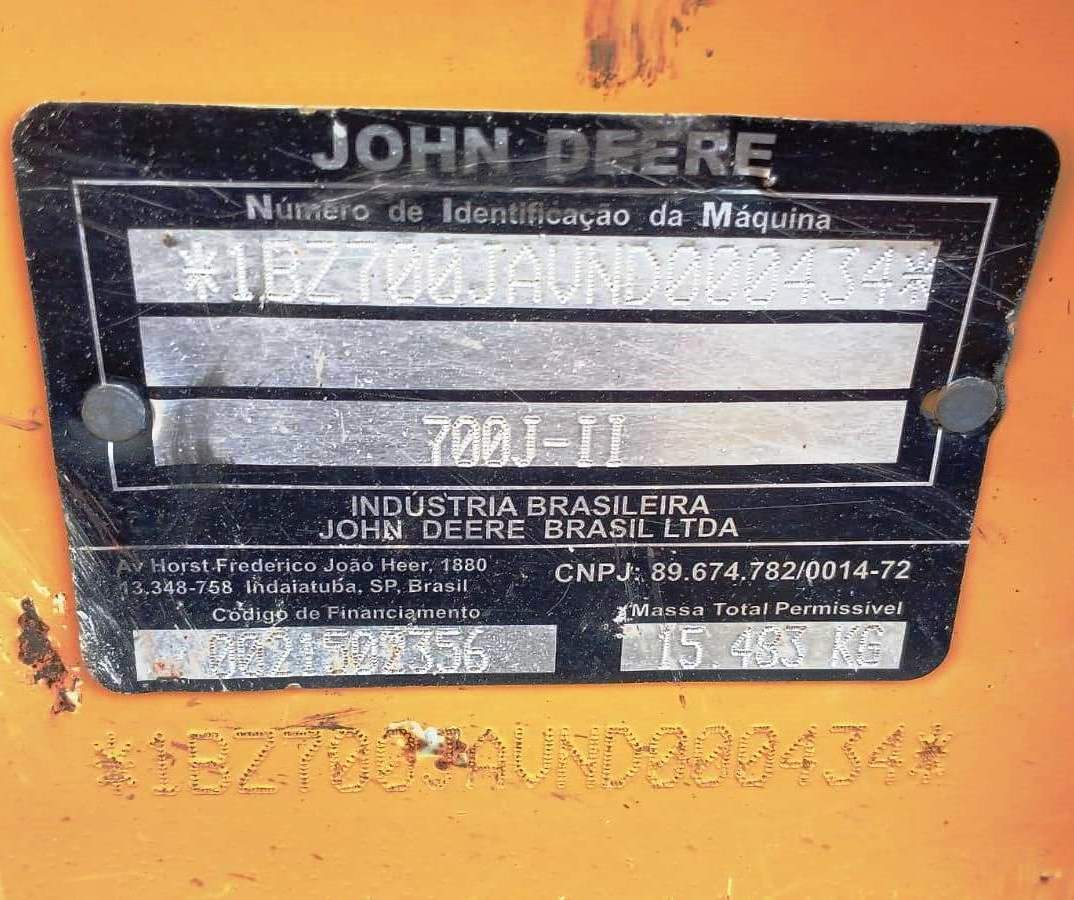 JOHN DEERE
Número de Identificação da Máquina
*1BZ700JAVND000434*
700J-II
INDÚSTRIA BRASILEIRA
JOHN DEERE BRASIL LTDA
Av Horst Frederico João Heer, 1880
13.348-758 Indaiatuba, SP, Brasil
CNPJ: 89.674.782/0014-72
Código de Financiamento
Massa Total Permissível
0021507356
15.483 KG
*1BZ700JAVND000434*